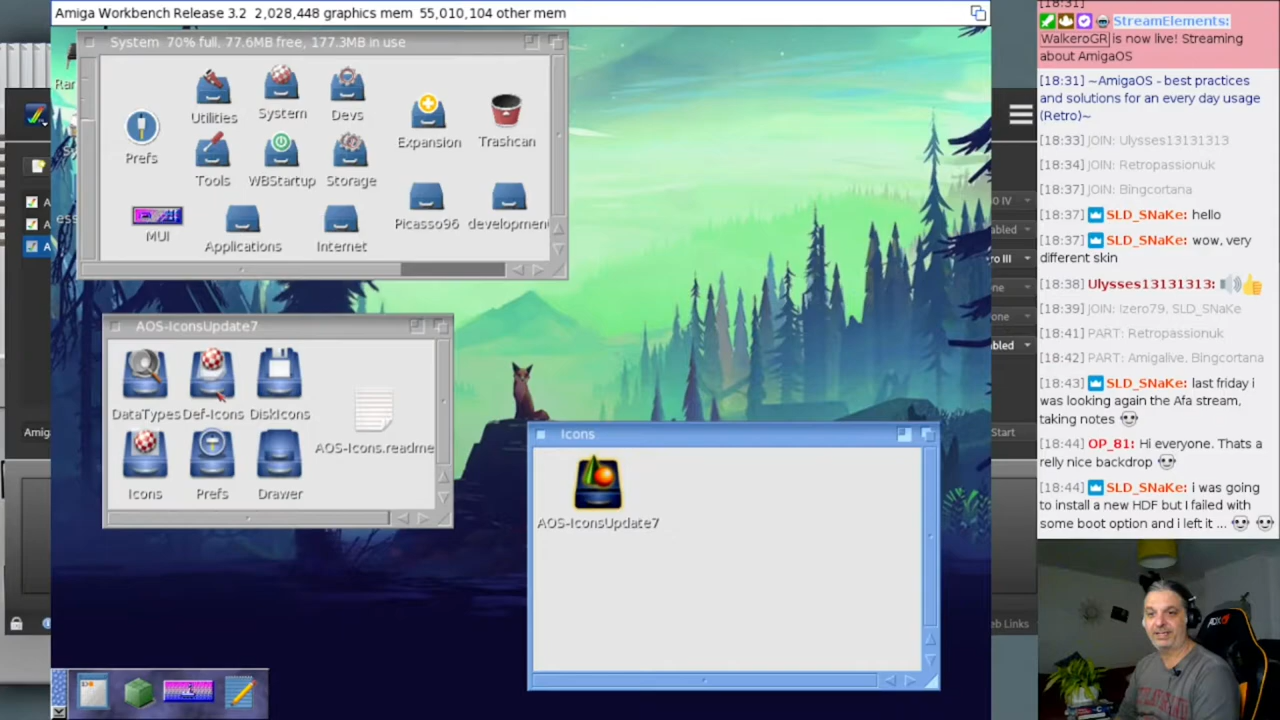 Amiga Workbench Release 3.2 2,028,448 graphics mem 55,010,104 other mem
System 70% full, 77.6MB free, 177.3MB in use
Prefs
Utilities
System
Devs
Expansion
Trashcan
Tools
WBStartup
Storage
MUI
Applications
Internet
Picasso96
development
AOS-IconsUpdate7
DataTypes
Def-Icons
DiskIcons
AOS-Icons.readme
Icons
Prefs
Drawer
Icons
AOS-IconsUpdate7
Amig
Start
eb Links
[18:31]
StreamElements:
WalkeroGR is now live! Streaming
about AmigaOS
[18:31] ~AmigaOS - best practices
and solutions for an every day usage
(Retro)~
[18:33] JOIN: Ulysses13131313
[18:34] JOIN: Retropassionuk
[18:37] JOIN: Bingcortana
[18:37] SLD_SNaKe: hello
[18:37] SLD_SNaKe: wow, very
different skin
[18:38] Ulysses13131313:
[18:39] JOIN: Izero79, SLD_SNaKe
[18:41] PART: Retropassionuk
[18:42] PART: Amigalive, Bingcortana
[18:43] SLD_SNaKe: last friday i
was looking again the Afa stream,
taking notes
[18:44] OP_81: Hi everyone. Thats a
relly nice backdrop
[18:44] SLD_SNaKe: i was going
to install a new HDF but I failed with
some boot option and i left it ...